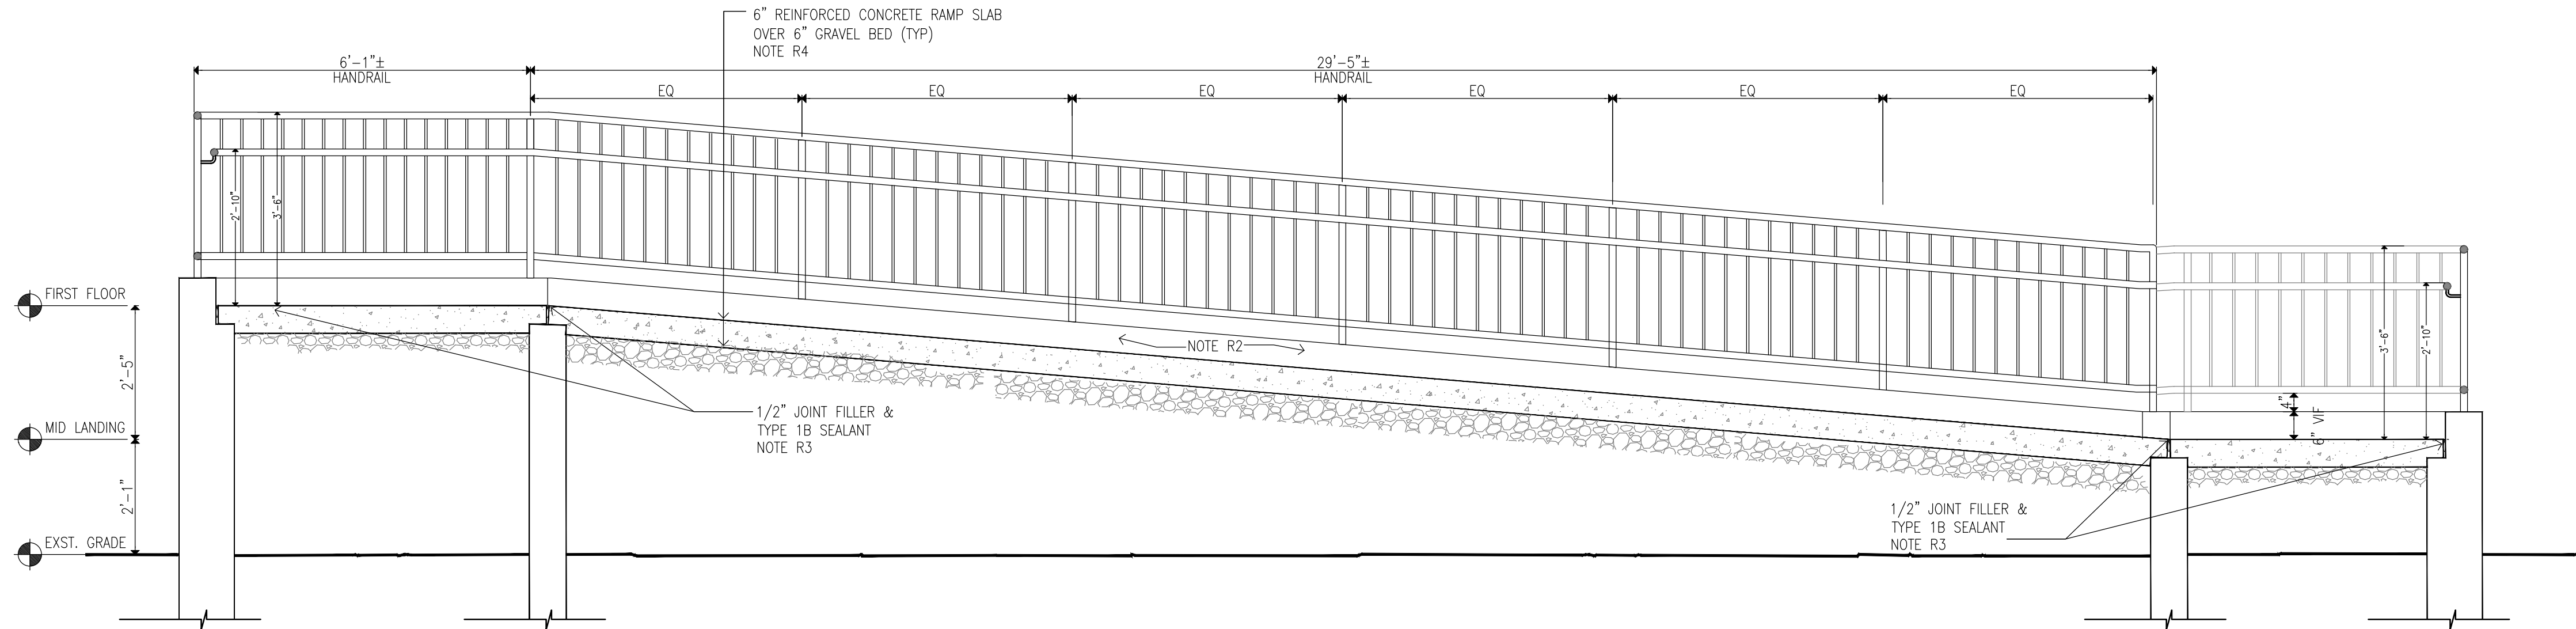 6" REINFORCED CONCRETE RAMP SLAB
OVER 6" GRAVEL BED (TYP)
NOTE R4
6'-1"±
HANDRAIL
29'-5"±
HANDRAIL
EQ
EQ
EQ
EQ
EQ
EQ
2'-10"
3'-6"
FIRST FLOOR
2'-5"
MID LANDING
2'-1"
EXST. GRADE
NOTE R2
1/2" JOINT FILLER &
TYPE 1B SEALANT
NOTE R3
3'-6"
2'-10"
4"
6" VIF
1/2" JOINT FILLER &
TYPE 1B SEALANT
NOTE R3